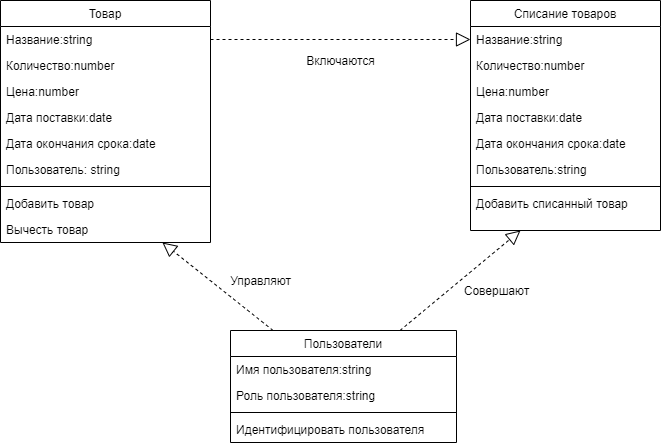 Товар
Название:string
Количество:number
Цена:number
Дата поставки:date
Дата окончания срока:date
Пользователь: string
Добавить товар
Вычесть товар
Включаются
Списание товаров
Название:string
Количество:number
Цена:number
Дата поставки:date
Дата окончания срока:date
Пользователь:string
Добавить списанный товар
Управляют
Совершают
Пользователи
Имя пользователя:string
Роль пользователя:string
Идентифицировать пользователя